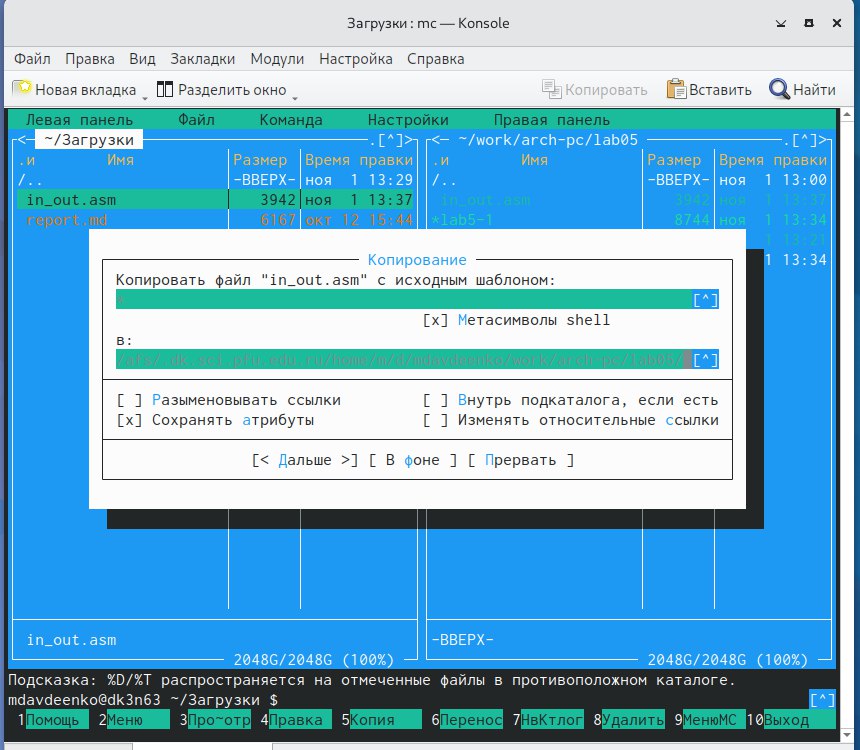 Загрузки : mc — Konsole
Файл Правка Вид Закладки Модули Настройка Справка
Новая вкладка Разделить окно Копировать Вставить Найти
Левая панель Файл Команда Настройки Правая панель
<─ ~/Загрузки .[^]> <─ ~/work/arch-pc/lab05 .[^]>
.и Имя Размер Время правки .и Имя Размер Время правки
/.. -ВВЕРХ- ноя 1 13:29 /.. -ВВЕРХ- ноя 1 13:00
in_out.asm 3942 ноя 1 13:37 in_out.asm 3942 ноя 1 13:37
report.md 6167 окт 12 15:44 *lab5-1 8744 ноя 1 13:34
1 13:21
1 13:34
Копирование
Копировать файл "in_out.asm" с исходным шаблоном:
* [^]
[x] Метасимволы shell
в:
/afs/.dk.sci.pfu.edu.ru/home/m/d/mdavdeenko/work/arch-pc/lab05/ [^]
[ ] Разыменовывать ссылки [ ] Внутрь подкаталога, если есть
[x] Сохранять атрибуты [ ] Изменять относительные ссылки
[< Дальше >] [ В фоне ] [ Прервать ]
in_out.asm -ВВЕРХ-
2048G/2048G (100%) 2048G/2048G (100%)
Подсказка: %D/%T распространяется на отмеченные файлы в противоположном каталоге.
mdavdeenko@dk3n63 ~/Загрузки $ [^]
1Помощь 2Меню 3Про~отр 4Правка 5Копия 6Перенос 7НвКтлог 8Удалить 9МенюMC 10Выход